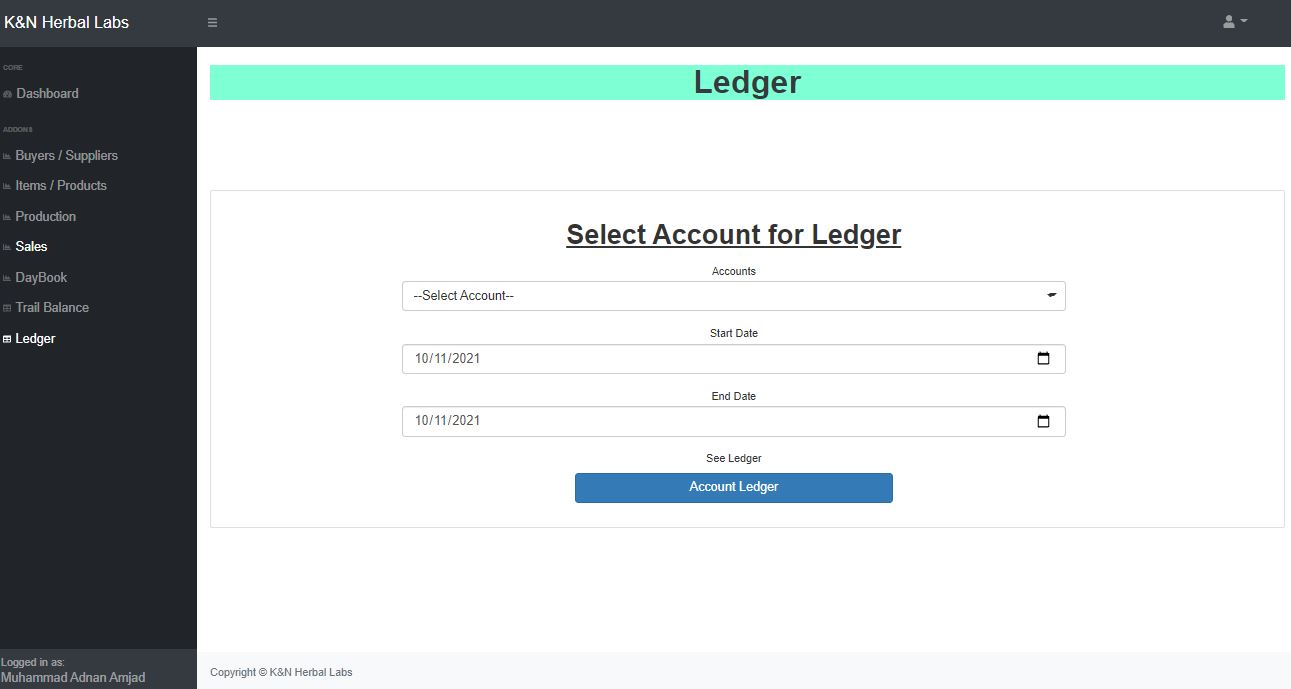 K&N Herbal Labs
CORE
Dashboard
ADDONS
Buyers / Suppliers
Items / Products
Production
Sales
DayBook
Trail Balance
Ledger
Logged in as:
Muhammad Adnan Amjad
Ledger
Select Account for Ledger
Accounts
--Select Account--
Start Date
10/11/2021
End Date
10/11/2021
See Ledger
Account Ledger
Copyright © K&N Herbal Labs